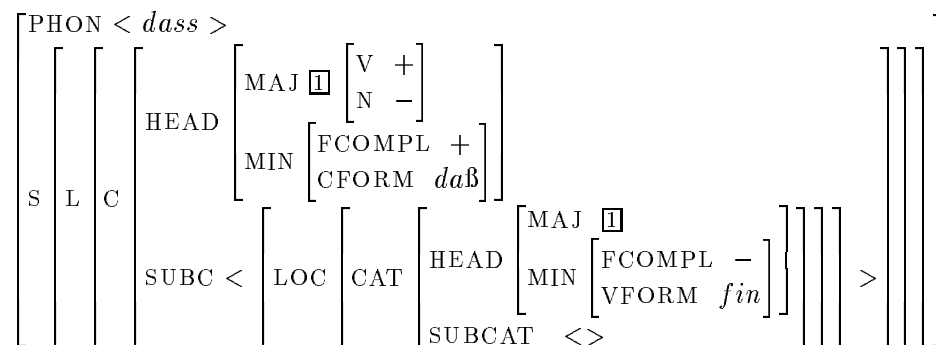 PHON < dass >
S L C HEAD MAJ 1 V +
N −
MIN FCOMPL +
CFORM daß
SUBC < LOC CAT HEAD MAJ 1
MIN FCOMPL −
VFORM fin
SUBCAT <>
>